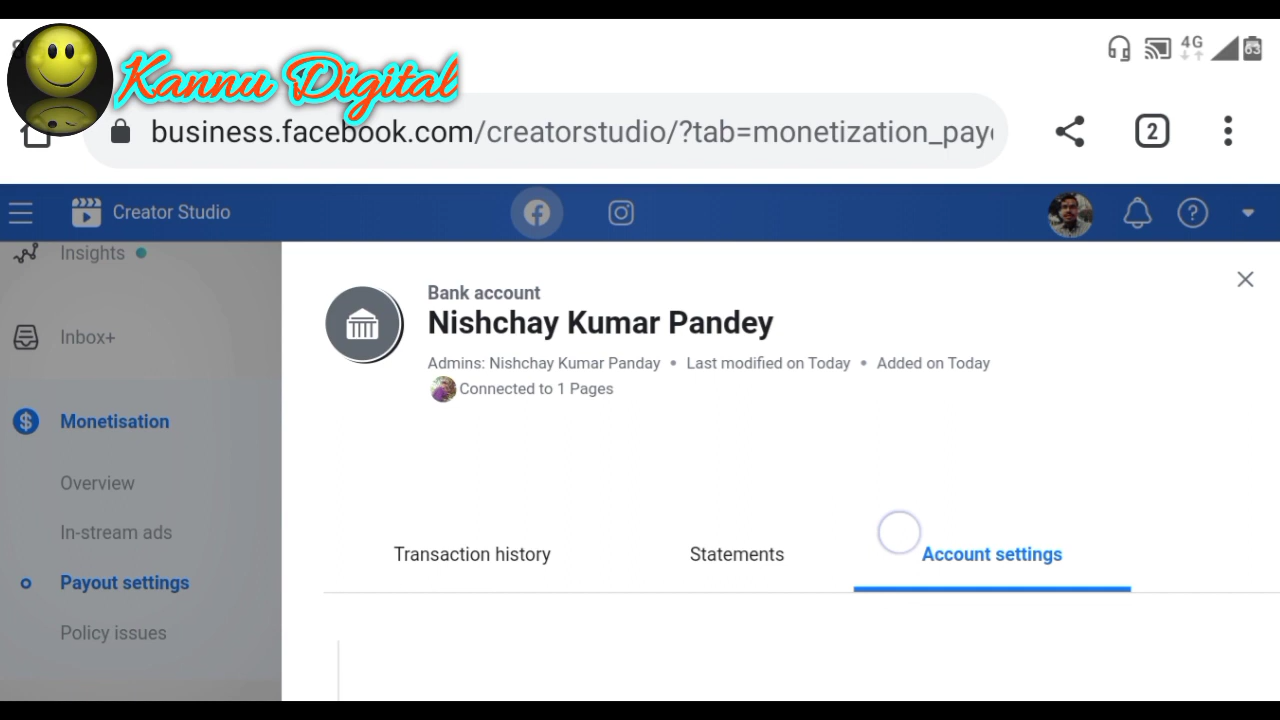 Kannu Digital
4G
63
business.facebook.com/creatorstudio/?tab=monetization_pay
2
Creator Studio
Insights
Inbox+
Monetisation
Overview
In-stream ads
Payout settings
Policy issues
Bank account
Nishchay Kumar Pandey
Admins: Nishchay Kumar Panday • Last modified on Today • Added on Today
Connected to 1 Pages
Transaction history
Statements
Account settings